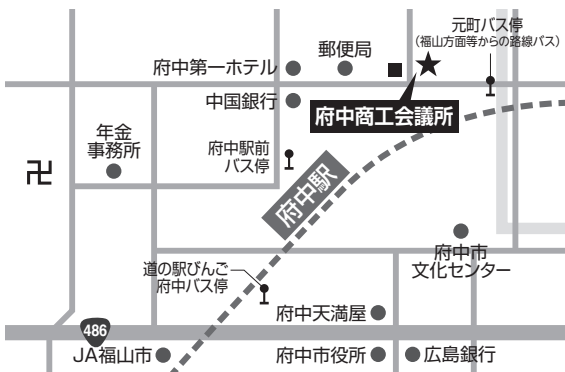 元町バス停
（福山方面等からの路線バス）
郵便局
府中第一ホテル
中国銀行
府中商工会議所
年金
事務所
府中駅前
バス停
府中駅
府中市
文化センター
道の駅びんご
府中バス停
府中天満屋
486
JA福山市
府中市役所
広島銀行